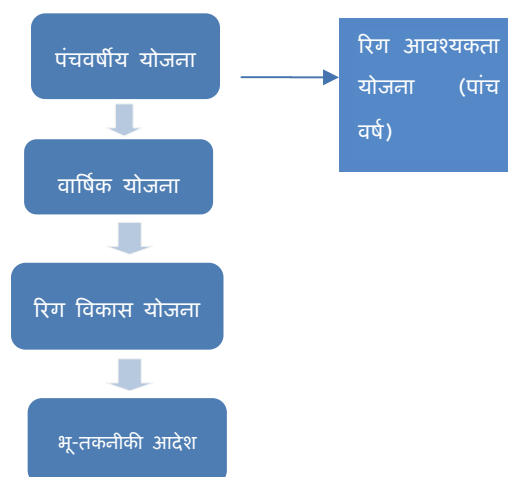 पंचवर्षीय योजना
रिग आवश्यकता
योजना (पांच
वर्ष)
वार्षिक योजना
रिग विकास योजना
भू-तकनीकी आदेश